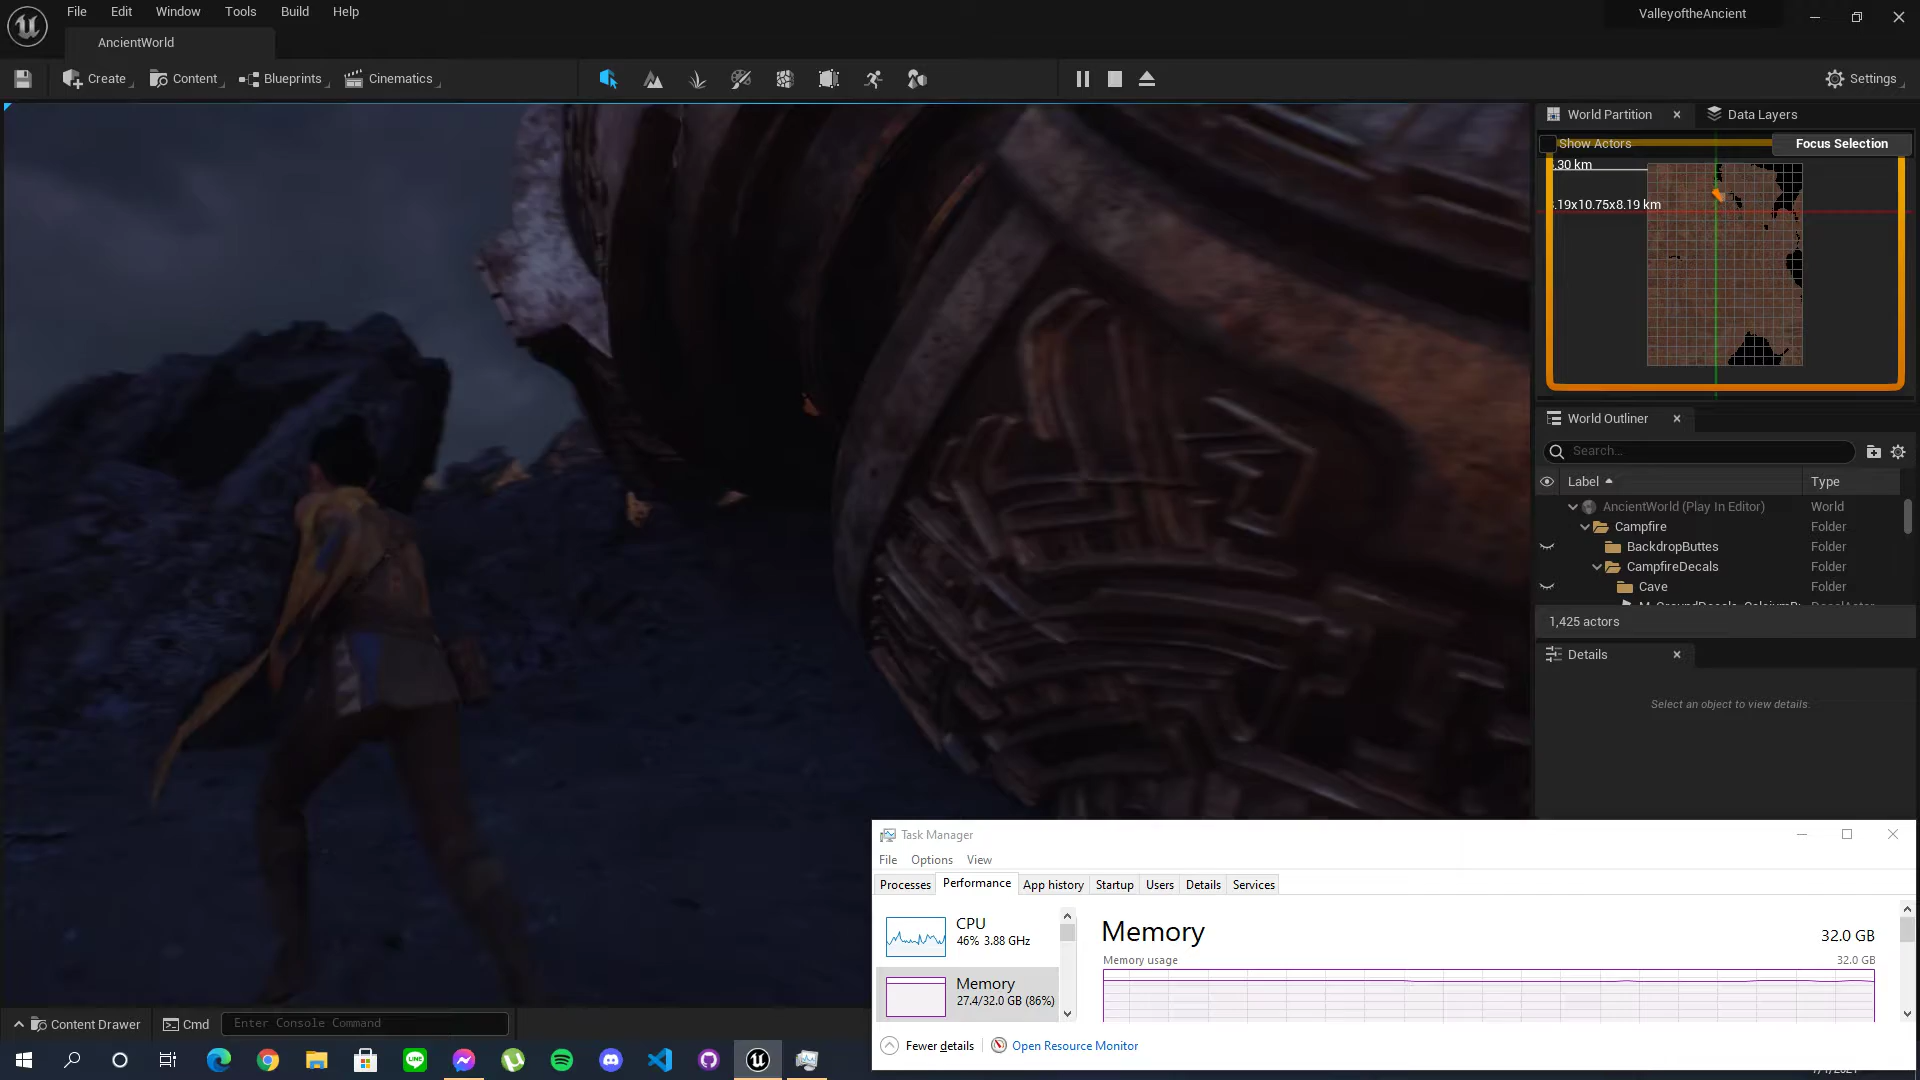 File Edit Window Tools Build Help
ValleyoftheAncient
AncientWorld
Create Content Blueprints Cinematics
Settings
World Partition Data Layers
Show Actors Focus Selection
.30 km
.19x10.75x8.19 km
World Outliner
Search...
Label Type
AncientWorld (Play In Editor) World
Campfire Folder
BackdropButtes Folder
CampfireDecals Folder
Cave Folder
1,425 actors
Details
Select an object to view details.
Task Manager
File Options View
Processes Performance App history Startup Users Details Services
CPU
46% 3.88 GHz
Memory
27.4/32.0 GB (86%)
Memory 32.0 GB
Memory usage 32.0 GB
Fewer details Open Resource Monitor
Content Drawer Cmd Enter Console Command
LINE